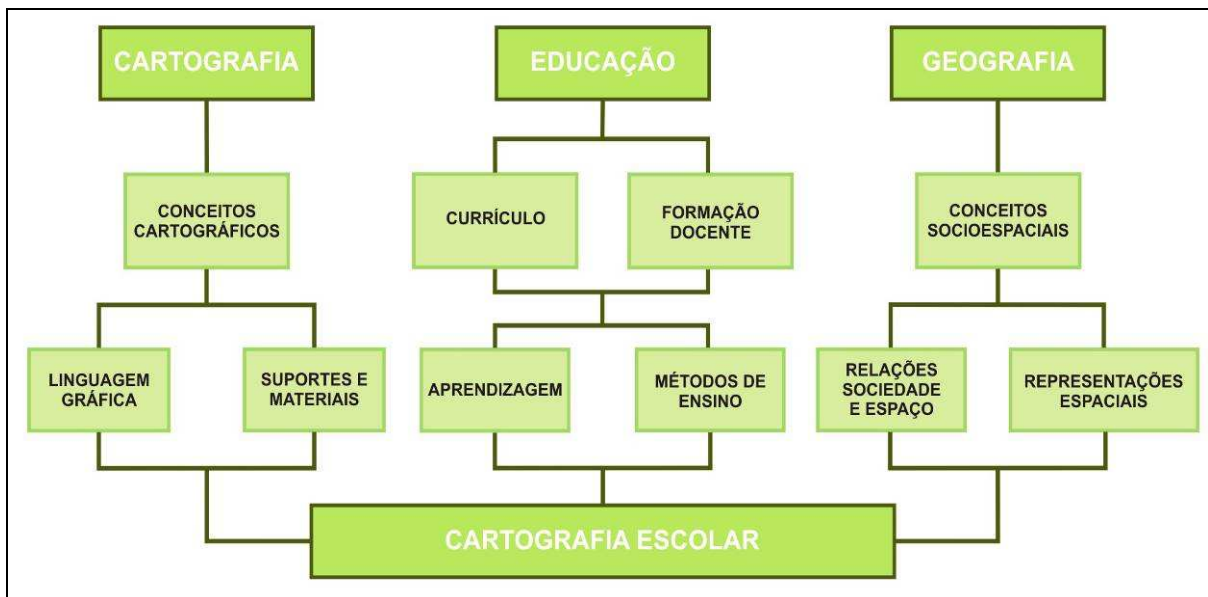 CARTOGRAFIA
EDUCAÇÃO
GEOGRAFIA
CONCEITOS
CARTOGRÁFICOS
CURRÍCULO
FORMAÇÃO
DOCENTE
CONCEITOS
SOCIOESPACIAIS
LINGUAGEM
GRÁFICA
SUPORTES E
MATERIAIS
APRENDIZAGEM
MÉTODOS DE
ENSINO
RELAÇÕES
SOCIEDADE
E ESPAÇO
REPRESENTAÇÕES
ESPACIAIS
CARTOGRAFIA ESCOLAR